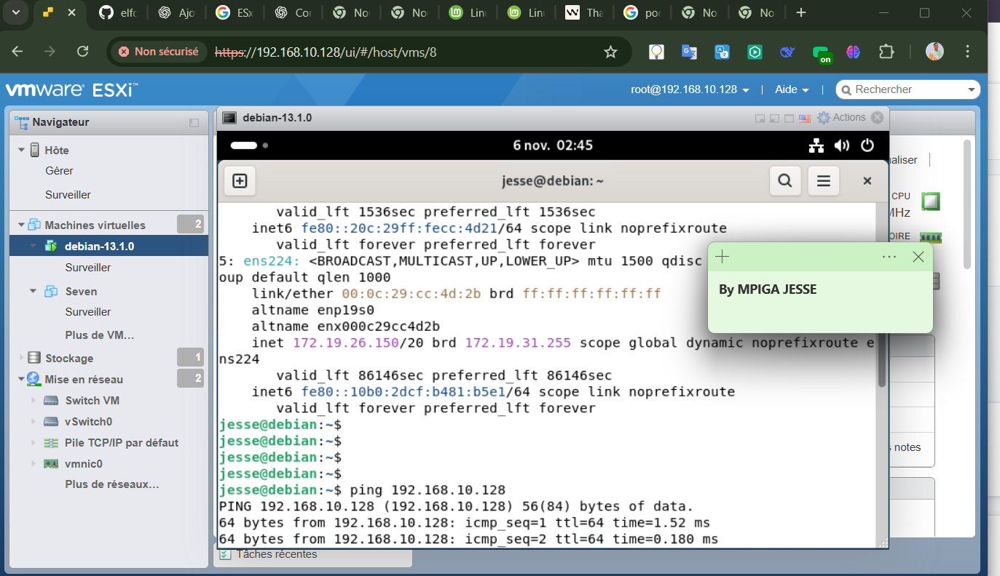 elfc
Ajo
ESx
Cor
No
No
Lin
Lin
Tha
poc
No
No
Non sécurisé
https://192.168.10.128/ui/#/host/vms/8
on
vmware ESXi™
root@192.168.10.128
Aide
Rechercher
Navigateur
Hôte
Gérer
Surveiller
Machines virtuelles
2
debian-13.1.0
Surveiller
Seven
Surveiller
Plus de VM…
Stockage
1
Mise en réseau
2
Switch VM
vSwitch0
Pile TCP/IP par défaut
vmnic0
Plus de réseaux…
debian-13.1.0
Actions
6 nov. 02:45
jesse@debian: ~
valid_lft 1536sec preferred_lft 1536sec
inet6 fe80::20c:29ff:fecc:4d21/64 scope link noprefixroute
valid_lft forever preferred_lft forever
5: ens224: <BROADCAST,MULTICAST,UP,LOWER_UP> mtu 1500 qdisc
oup default qlen 1000
link/ether 00:0c:29:cc:4d:2b brd ff:ff:ff:ff:ff:ff
altname enp19s0
altname enx000c29cc4d2b
inet 172.19.26.150/20 brd 172.19.31.255 scope global dynamic noprefixroute e
ns224
valid_lft 86146sec preferred_lft 86146sec
inet6 fe80::10b0:2dcf:b481:b5e1/64 scope link noprefixroute
valid_lft forever preferred_lft forever
jesse@debian:~$
jesse@debian:~$
jesse@debian:~$
jesse@debian:~$
jesse@debian:~$ ping 192.168.10.128
PING 192.168.10.128 (192.168.10.128) 56(84) bytes of data.
64 bytes from 192.168.10.128: icmp_seq=1 ttl=64 time=1.52 ms
64 bytes from 192.168.10.128: icmp_seq=2 ttl=64 time=0.180 ms
By MPIGA JESSE
aliser
CPU
MHz
OIRE
notes
Tâches récentes